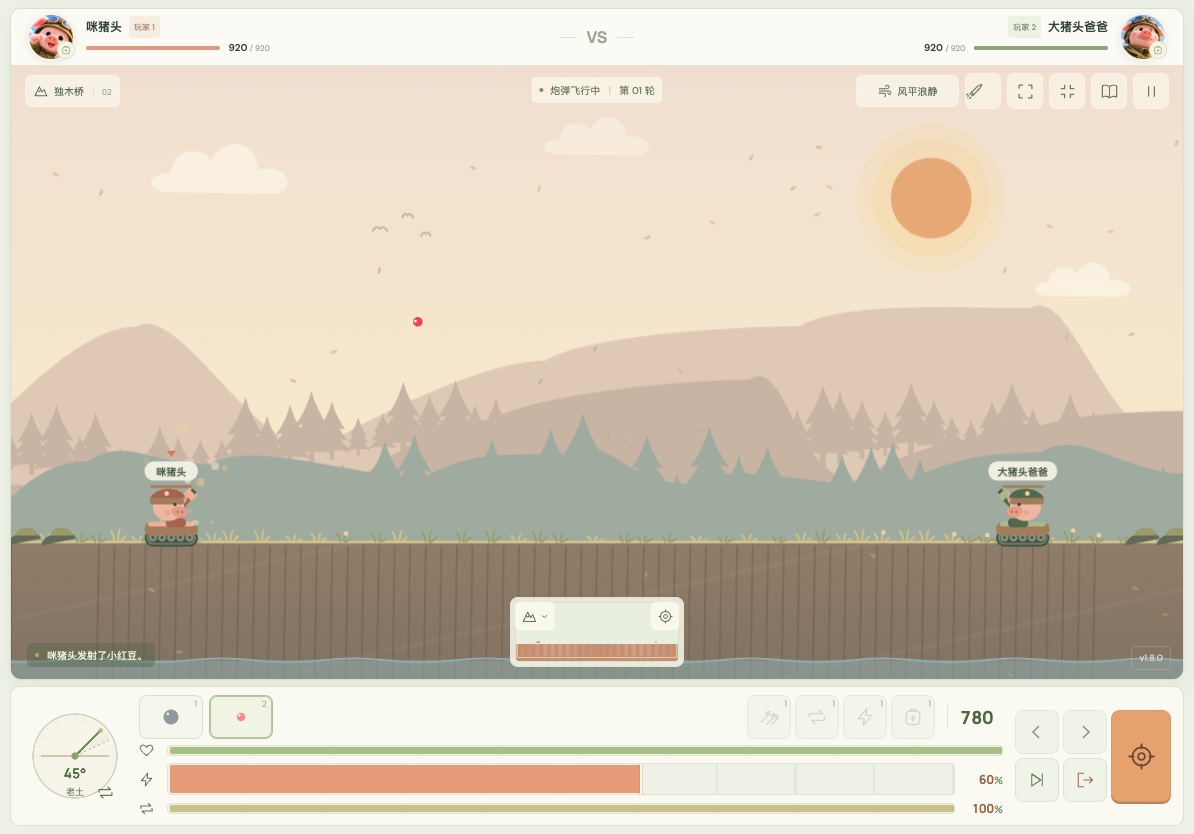 咪猪头
玩家 1
920 / 920
VS
玩家 2
大猪头爸爸
920 / 920
独木桥 02
炮弹飞行中 | 第 01 轮
风平浪静
咪猪头
大猪头爸爸
咪猪头发射了小红豆。
v1.8.0
1
2
1
1
1
1
780
45°
老土
60%
100%